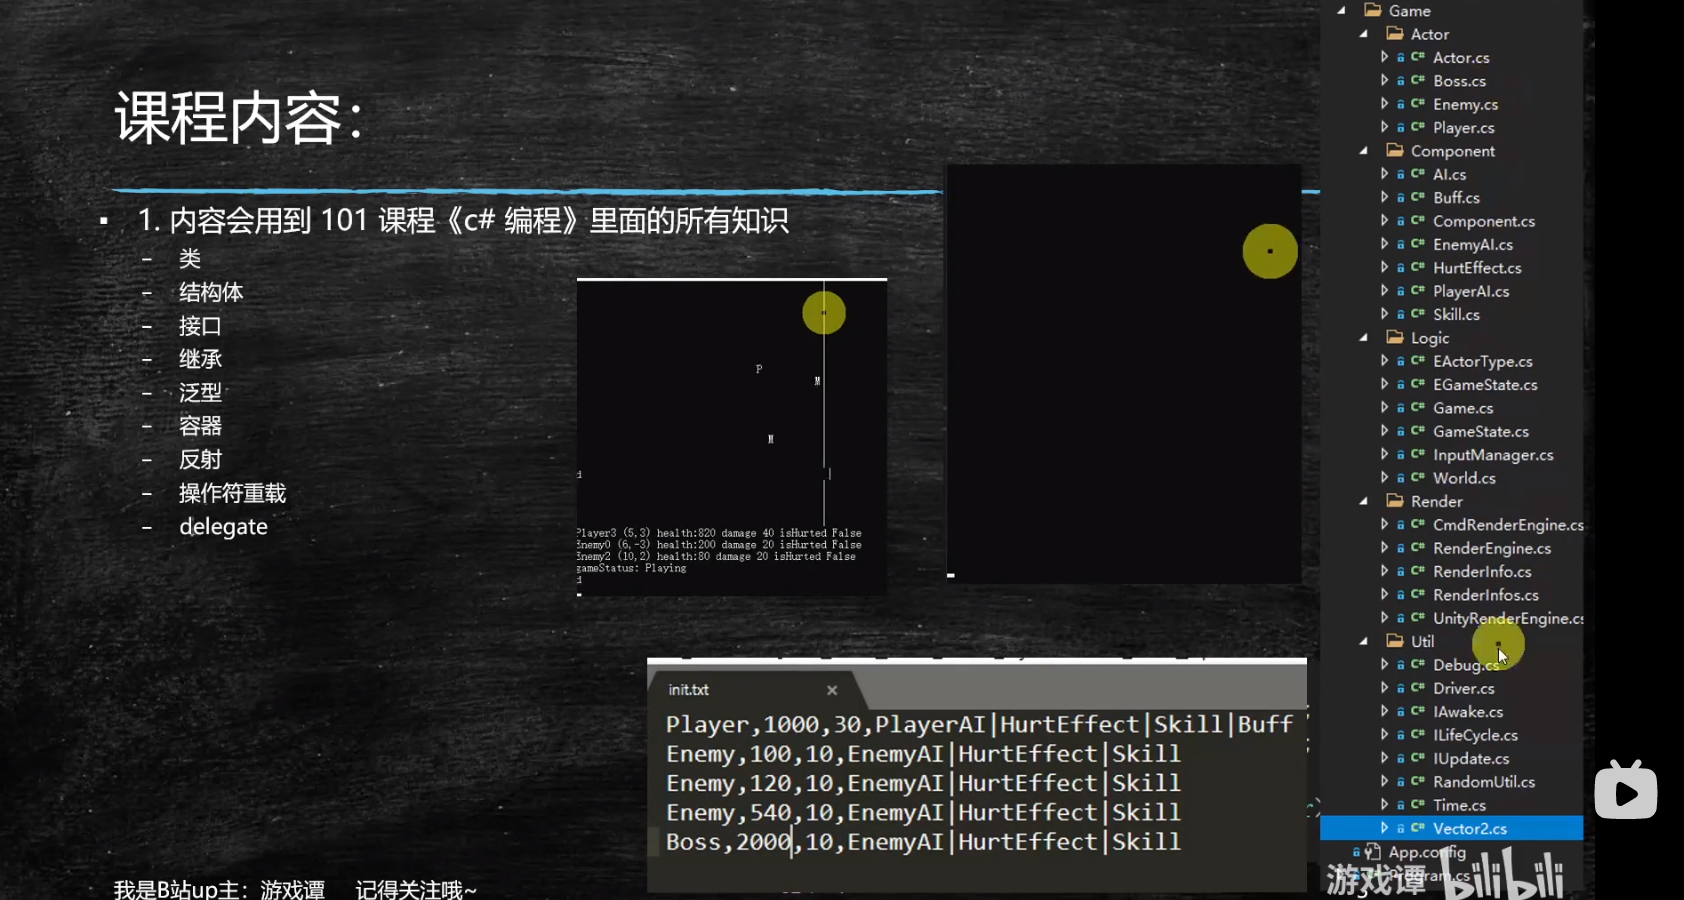 课程内容：
▪ 1. 内容会用到 101 课程《c# 编程》里面的所有知识
– 类
– 结构体
– 接口
– 继承
– 泛型
– 容器
– 反射
– 操作符重载
– delegate
我是B站up主：游戏谭 记得关注哦~
P
M
M
d
Player3 (5,3) health:820 damage 40 isHurted False
Enemy0 (6,-3) health:200 damage 20 isHurted False
Enemy2 (10,2) health:80 damage 20 isHurted False
gameStatus: Playing
d
init.txt ×
Player,1000,30,PlayerAI|HurtEffect|Skill|Buff
Enemy,100,10,EnemyAI|HurtEffect|Skill
Enemy,120,10,EnemyAI|HurtEffect|Skill
Enemy,540,10,EnemyAI|HurtEffect|Skill
Boss,2000,10,EnemyAI|HurtEffect|Skill
Game
Actor
C# Actor.cs
C# Boss.cs
C# Enemy.cs
C# Player.cs
Component
C# AI.cs
C# Buff.cs
C# Component.cs
C# EnemyAI.cs
C# HurtEffect.cs
C# PlayerAI.cs
C# Skill.cs
Logic
C# EActorType.cs
C# EGameState.cs
C# Game.cs
C# GameState.cs
C# InputManager.cs
C# World.cs
Render
C# CmdRenderEngine.cs
C# RenderEngine.cs
C# RenderInfo.cs
C# RenderInfos.cs
C# UnityRenderEngine.cs
Util
C# Debug.cs
C# Driver.cs
C# IAwake.cs
C# ILifeCycle.cs
C# IUpdate.cs
C# RandomUtil.cs
C# Time.cs
C# Vector2.cs
App.config
Program.cs
游戏谭 bilibili